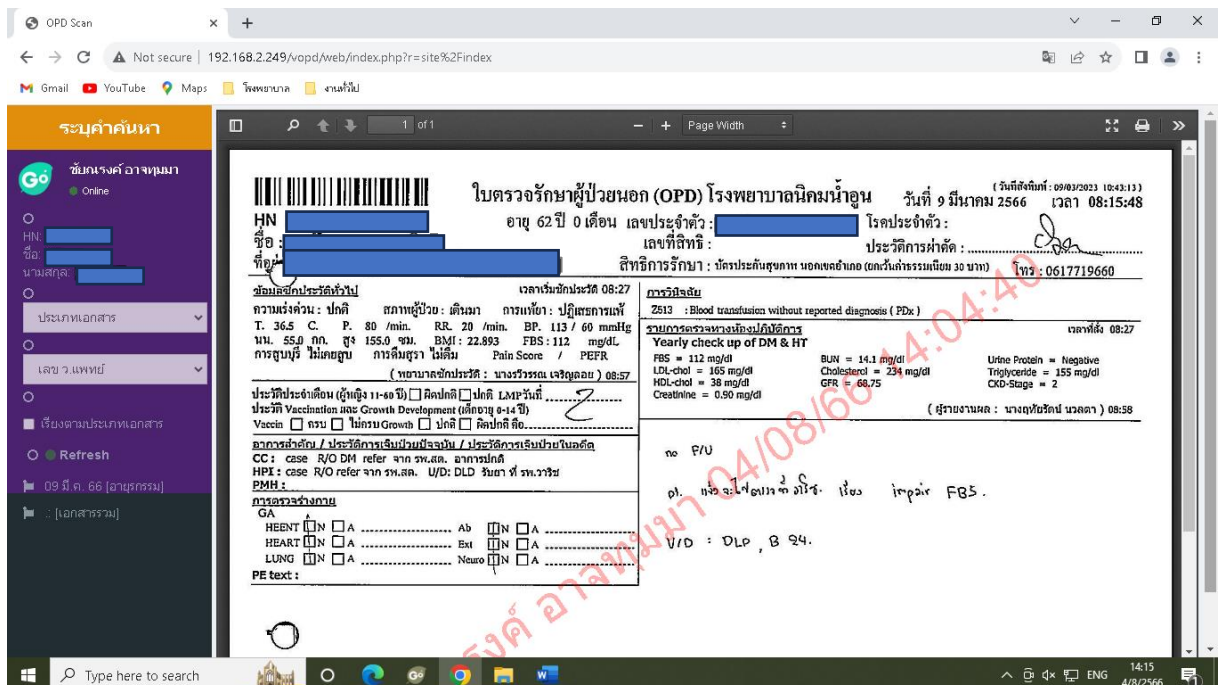 OPD Scan
Not secure | 192.168.2.249/vopd/web/index.php?r=site%2Findex
Gmail YouTube Maps โรงพยาบาล งานทั่วไป
ระบุคำค้นหา
1 of 1 Page Width
ชัยณรงค์ อาจทุมมา
Online
HN:
ชื่อ:
นามสกุล:
ประเภทเอกสาร
เลข ว.แพทย์
เรียงตามประเภทเอกสาร
Refresh
09 มี.ค. 66 [อายุรกรรม]
.: [เอกสารรวม]
( วันที่สั่งพิมพ์ : 09/03/2023 10:43:13 )
ใบตรวจรักษาผู้ป่วยนอก (OPD) โรงพยาบาลนิคมน้ำอูน วันที่ 9 มีนาคม 2566 เวลา 08:15:48
HN อายุ 62 ปี 0 เดือน เลขประจำตัว : โรคประจำตัว :
ชื่อ : เลขที่สิทธิ : ประวัติการผ่าตัด :
ที่อยู่ สิทธิการรักษา : บัตรประกันสุขภาพ นอกเขตอำเภอ (ยกเว้นค่าธรรมเนียม 30 บาท) โทร : 0617719660
ข้อมูลซักประวัติทั่วไป เวลาเริ่มซักประวัติ 08:27
ความเร่งด่วน : ปกติ สภาพผู้ป่วย : เดินมา การแพ้ยา : ปฏิเสธการแพ้
T. 36.5 C. P. 80 /min. RR. 20 /min. BP. 113 / 60 mmHg
นน. 55.0 กก. สูง 155.0 ซม. BMI : 22.893 FBS : 112 mg/dL
การสูบบุรี่ ไม่เคยสูบ การดื่มสุรา ไม่ดื่ม Pain Score / PEFR
( พยาบาลซักประวัติ : นางรวีวรรณ เจริญดอย ) 08:57
ประวัติประจำเดือน (ผู้หญิง 11-60 ปี) ผิดปกติ ปกติ LMPวันที่
ประวัติ Vaccination และ Growth Development (เด็กอายุ 0-14 ปี)
Vaccin ครบ ไม่ครบ Growth ปกติ ผิดปกติ คือ
อาการสำคัญ / ประวัติการเจ็บป่วยปัจจุบัน / ประวัติการเจ็บป่วยในอดีต
CC : case R/O DM refer จาก รพ.สต. อาการปกติ
HPI : case R/O refer จาก รพ.สต. U/D: DLD รับยา ที่ รพ.วาริช
PMH :
การตรวจร่างกาย
GA
HEENT N A Ab N A
HEART N A Ext N A
LUNG N A Neuro N A
PE text :
การวินิจฉัย
Z513 : Blood transfusion without reported diagnosis ( PDx )
รายการตรวจทางห้องปฏิบัติการ เวลาที่สั่ง 08:27
Yearly check up of DM & HT
FBS = 112 mg/dl BUN = 14.1 mg/dl Urine Protein = Negative
LDL-chol = 165 mg/dl Cholesterol = 234 mg/dl Triglyceride = 155 mg/dl
HDL-chol = 38 mg/dl GFR = 68.75 CKD-Stage = 2
Creatinine = 0.90 mg/dl
( ผู้รายงานผล : นางฤทัยรัตน์ นวลตา ) 08:58
no F/U
impair FBS.
U/D : DLP , B 24.
รงค์ อาจทุมมา 04/08/66 14:04:40
Type here to search
ENG 14:15
4/8/2566